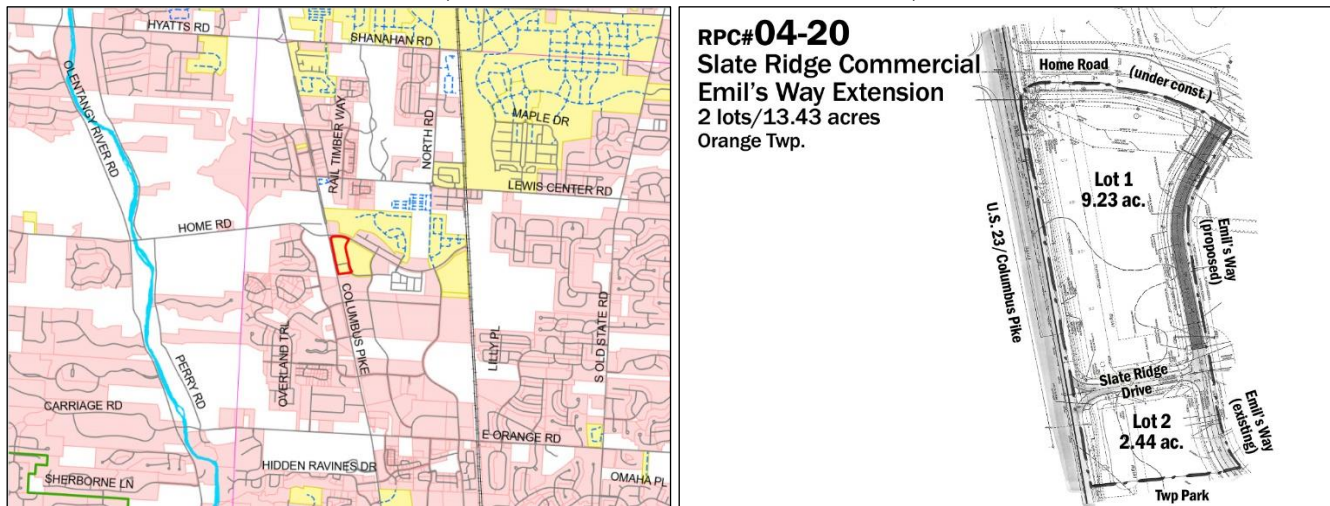 HYATTS RD
SHANAHAN RD
OLENTANGY RIVER RD
RAIL TIMBER WAY
NORTH RD
MAPLE DR
LEWIS CENTER RD
HOME RD
COLUMBUS PIKE
OVERLAND TRL
LILLY PL
S OLD STATE RD
PERRY RD
CARRIAGE RD
E ORANGE RD
HIDDEN RAVINES DR
SHERBORNE LN
OMAHA PL
RPC#04-20
Slate Ridge Commercial
Emil's Way Extension
2 lots/13.43 acres
Orange Twp.
Home Road
(under const.)
Lot 1
9.23 ac.
U.S. 23/Columbus Pike
Emil's Way
(proposed)
Slate Ridge
Drive
Lot 2
2.44 ac.
Emil's Way
(existing)
Twp Park